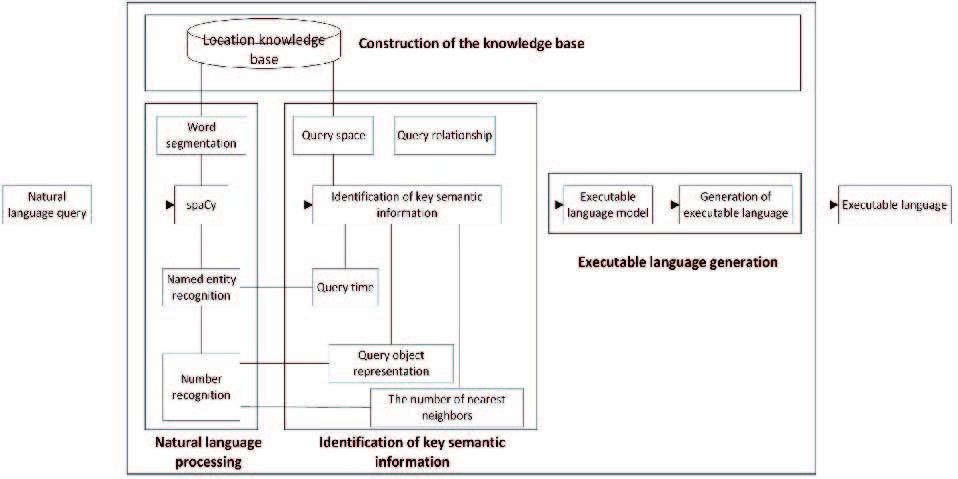 Location knowledge
base
Construction of the knowledge base
Word
segmentation
Query space
Query relationship
Natural
language query
spaCy
Identification of key semantic
information
Executable
language model
Generation of
executable language
Executable language
Executable language generation
Named entity
recognition
Query time
Query object
representation
Number
recognition
The number of nearest
neighbors
Natural language
processing
Identification of key semantic
information